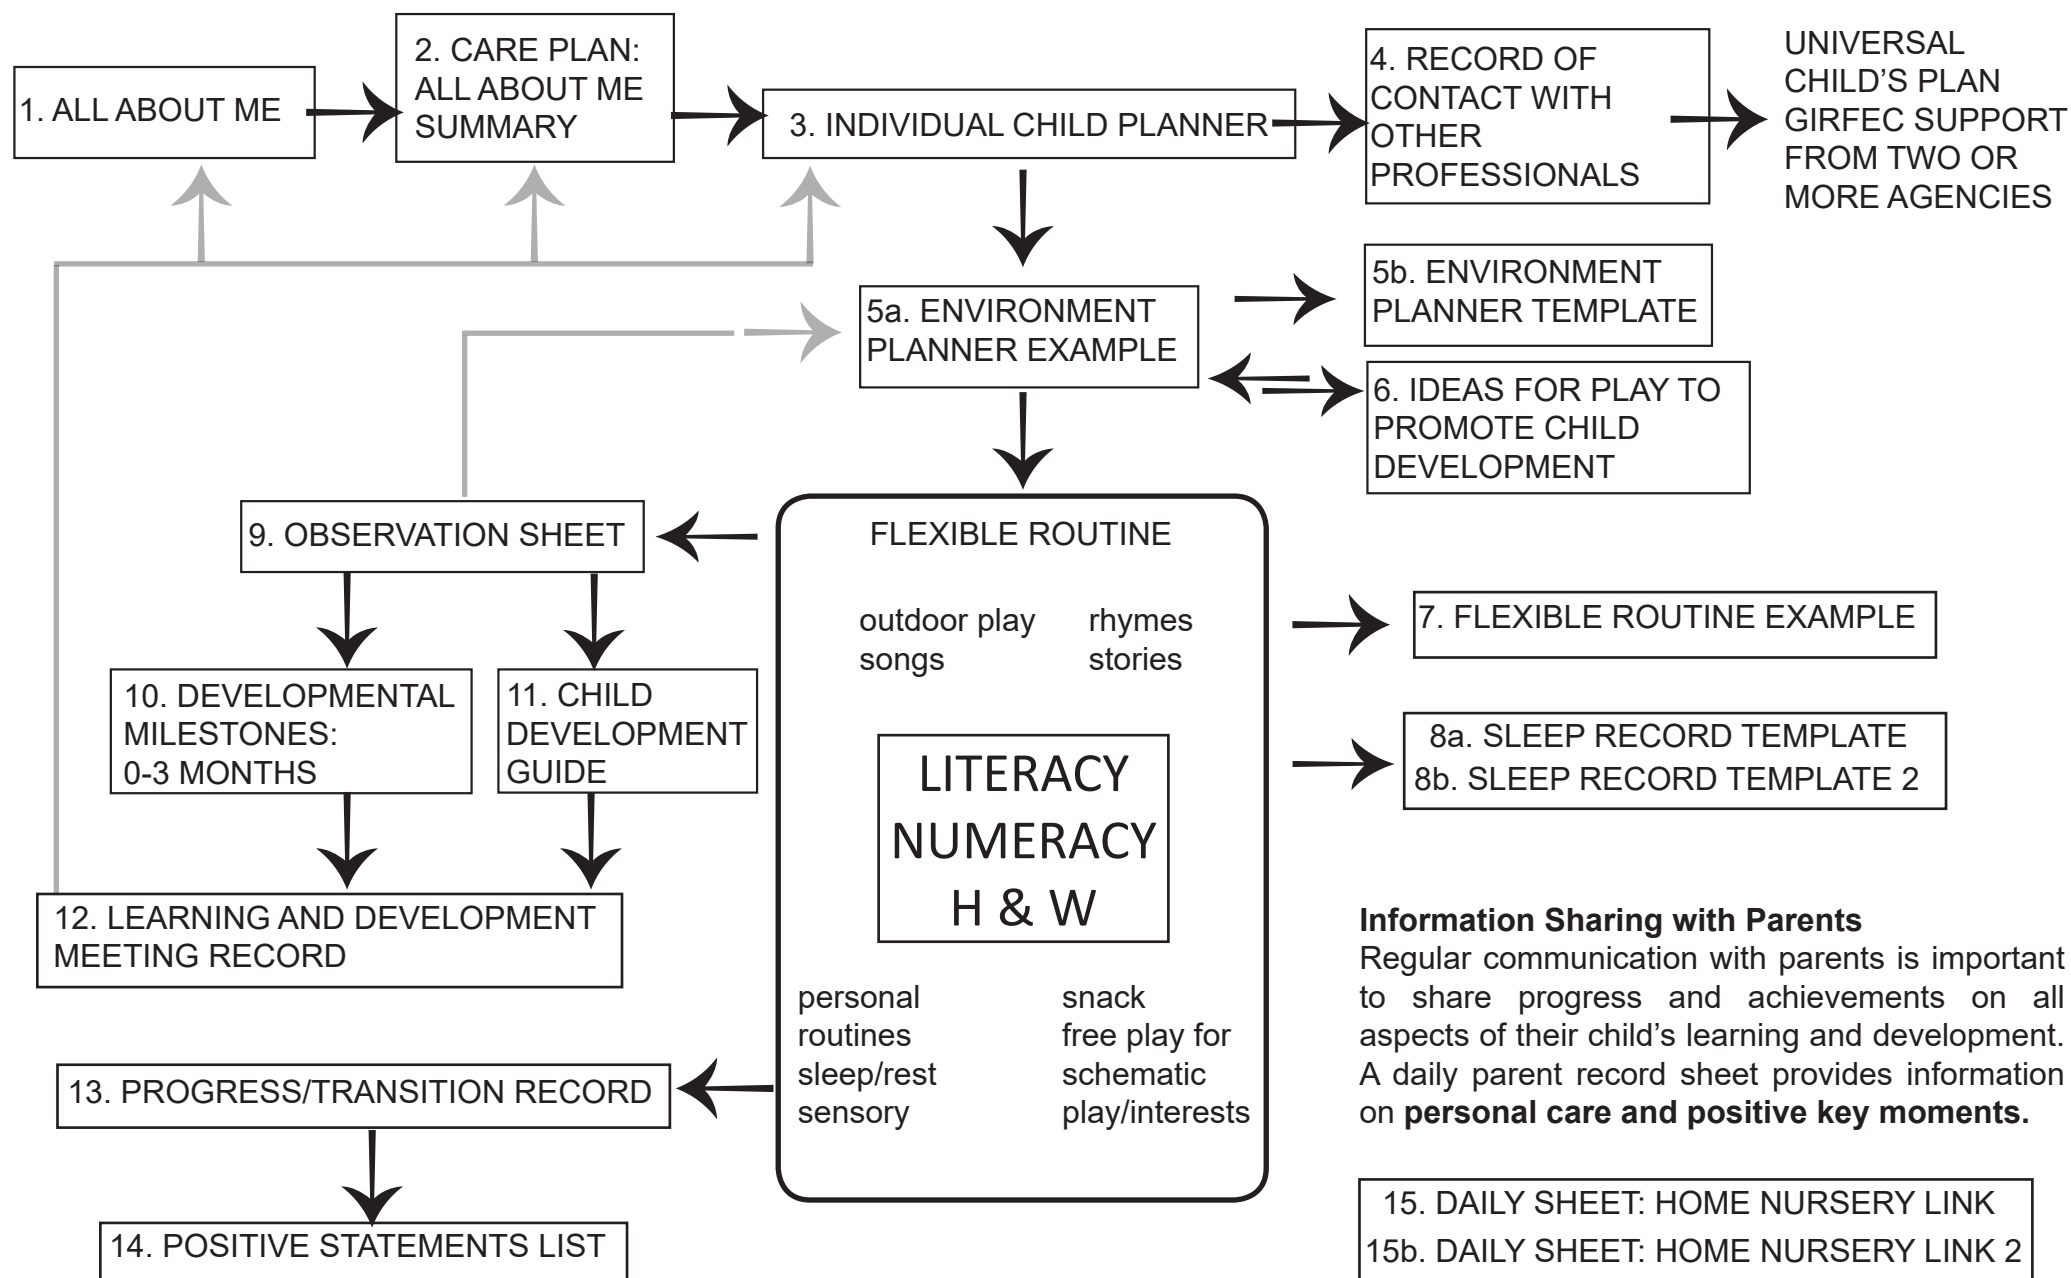 1. ALL ABOUT ME
2. CARE PLAN:
ALL ABOUT ME
SUMMARY
3. INDIVIDUAL CHILD PLANNER
4. RECORD OF
CONTACT WITH
OTHER
PROFESSIONALS
UNIVERSAL
CHILD’S PLAN
GIRFEC SUPPORT
FROM TWO OR
MORE AGENCIES
5a. ENVIRONMENT
PLANNER EXAMPLE
5b. ENVIRONMENT
PLANNER TEMPLATE
6. IDEAS FOR PLAY TO
PROMOTE CHILD
DEVELOPMENT
FLEXIBLE ROUTINE
outdoor play rhymes
songs stories
LITERACY
NUMERACY
H & W
personal snack
routines free play for
sleep/rest schematic
sensory play/interests
7. FLEXIBLE ROUTINE EXAMPLE
8a. SLEEP RECORD TEMPLATE
8b. SLEEP RECORD TEMPLATE 2
9. OBSERVATION SHEET
10. DEVELOPMENTAL
MILESTONES:
0-3 MONTHS
11. CHILD
DEVELOPMENT
GUIDE
12. LEARNING AND DEVELOPMENT
MEETING RECORD
13. PROGRESS/TRANSITION RECORD
14. POSITIVE STATEMENTS LIST
Information Sharing with Parents
Regular communication with parents is important
to share progress and achievements on all
aspects of their child’s learning and development.
A daily parent record sheet provides information
on personal care and positive key moments.
15. DAILY SHEET: HOME NURSERY LINK
15b. DAILY SHEET: HOME NURSERY LINK 2